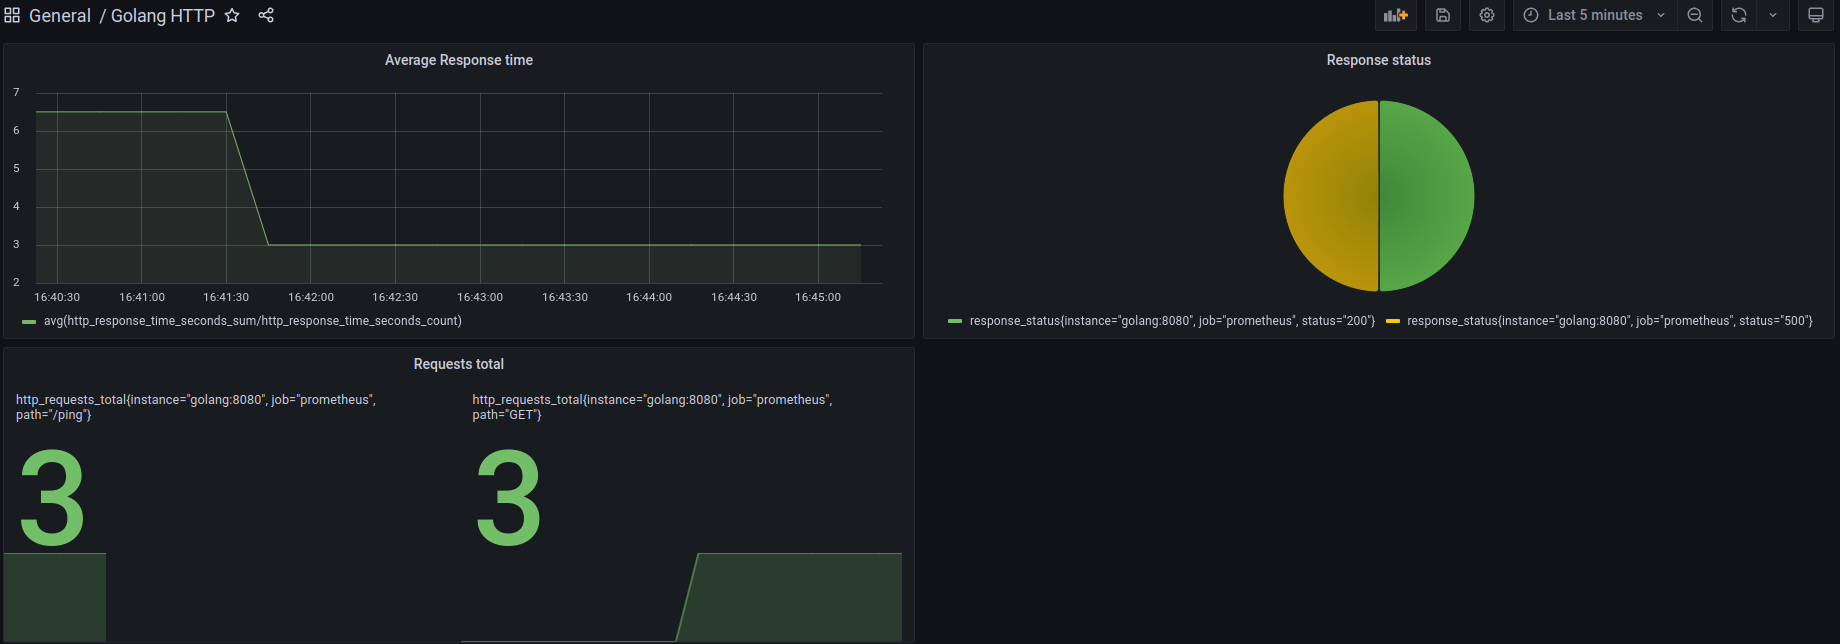 General / Golang HTTP
Last 5 minutes
Average Response time
7
6
5
4
3
2
16:40:30 16:41:00 16:41:30 16:42:00 16:42:30 16:43:00 16:43:30 16:44:00 16:44:30 16:45:00
avg(http_response_time_seconds_sum/http_response_time_seconds_count)
Response status
response_status{instance="golang:8080", job="prometheus", status="200"} response_status{instance="golang:8080", job="prometheus", status="500"}
Requests total
http_requests_total{instance="golang:8080", job="prometheus",
path="/ping"}
3
http_requests_total{instance="golang:8080", job="prometheus",
path="GET"}
3